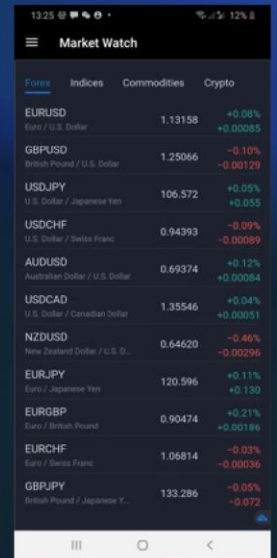 13:25
12%
Market Watch
Forex Indices Commodities Crypto
EURUSD 1.13158 +0.08%
Euro / U.S. Dollar +0.00085
GBPUSD 1.25066 −0.10%
British Pound / U.S. Dollar −0.00129
USDJPY 106.572 +0.05%
U.S. Dollar / Japanese Yen +0.055
USDCHF 0.94393 −0.09%
U.S. Dollar / Swiss Franc −0.00089
AUDUSD 0.69374 +0.12%
Australian Dollar / U.S. Dollar +0.00084
USDCAD 1.35546 +0.04%
U.S. Dollar / Canadian Dollar +0.00051
NZDUSD 0.64620 −0.46%
New Zealand Dollar / U.S. D... −0.00296
EURJPY 120.596 +0.11%
Euro / Japanese Yen +0.130
EURGBP 0.90474 +0.21%
Euro / British Pound +0.00186
EURCHF 1.06814 −0.03%
Euro / Swiss Franc −0.00036
GBPJPY 133.286 −0.05%
British Pound / Japanese Y... −0.072